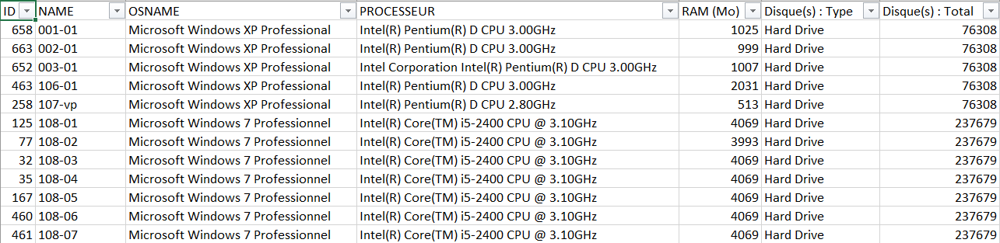 ID NAME OSNAME PROCESSEUR RAM (Mo) Disque(s) : Type Disque(s) : Total
658 001-01 Microsoft Windows XP Professional Intel(R) Pentium(R) D CPU 3.00GHz 1025 Hard Drive 76308
663 002-01 Microsoft Windows XP Professional Intel(R) Pentium(R) D CPU 3.00GHz 999 Hard Drive 76308
652 003-01 Microsoft Windows XP Professional Intel Corporation Intel(R) Pentium(R) D CPU 3.00GHz 1007 Hard Drive 76308
463 106-01 Microsoft Windows XP Professional Intel(R) Pentium(R) D CPU 3.00GHz 2031 Hard Drive 76308
258 107-vp Microsoft Windows XP Professional Intel(R) Pentium(R) D CPU 2.80GHz 513 Hard Drive 76308
125 108-01 Microsoft Windows 7 Professionnel Intel(R) Core(TM) i5-2400 CPU @ 3.10GHz 4069 Hard Drive 237679
77 108-02 Microsoft Windows 7 Professionnel Intel(R) Core(TM) i5-2400 CPU @ 3.10GHz 3993 Hard Drive 237679
32 108-03 Microsoft Windows 7 Professionnel Intel(R) Core(TM) i5-2400 CPU @ 3.10GHz 4069 Hard Drive 237679
35 108-04 Microsoft Windows 7 Professionnel Intel(R) Core(TM) i5-2400 CPU @ 3.10GHz 4069 Hard Drive 237679
167 108-05 Microsoft Windows 7 Professionnel Intel(R) Core(TM) i5-2400 CPU @ 3.10GHz 4069 Hard Drive 237679
460 108-06 Microsoft Windows 7 Professionnel Intel(R) Core(TM) i5-2400 CPU @ 3.10GHz 4069 Hard Drive 237679
461 108-07 Microsoft Windows 7 Professionnel Intel(R) Core(TM) i5-2400 CPU @ 3.10GHz 4069 Hard Drive 237679